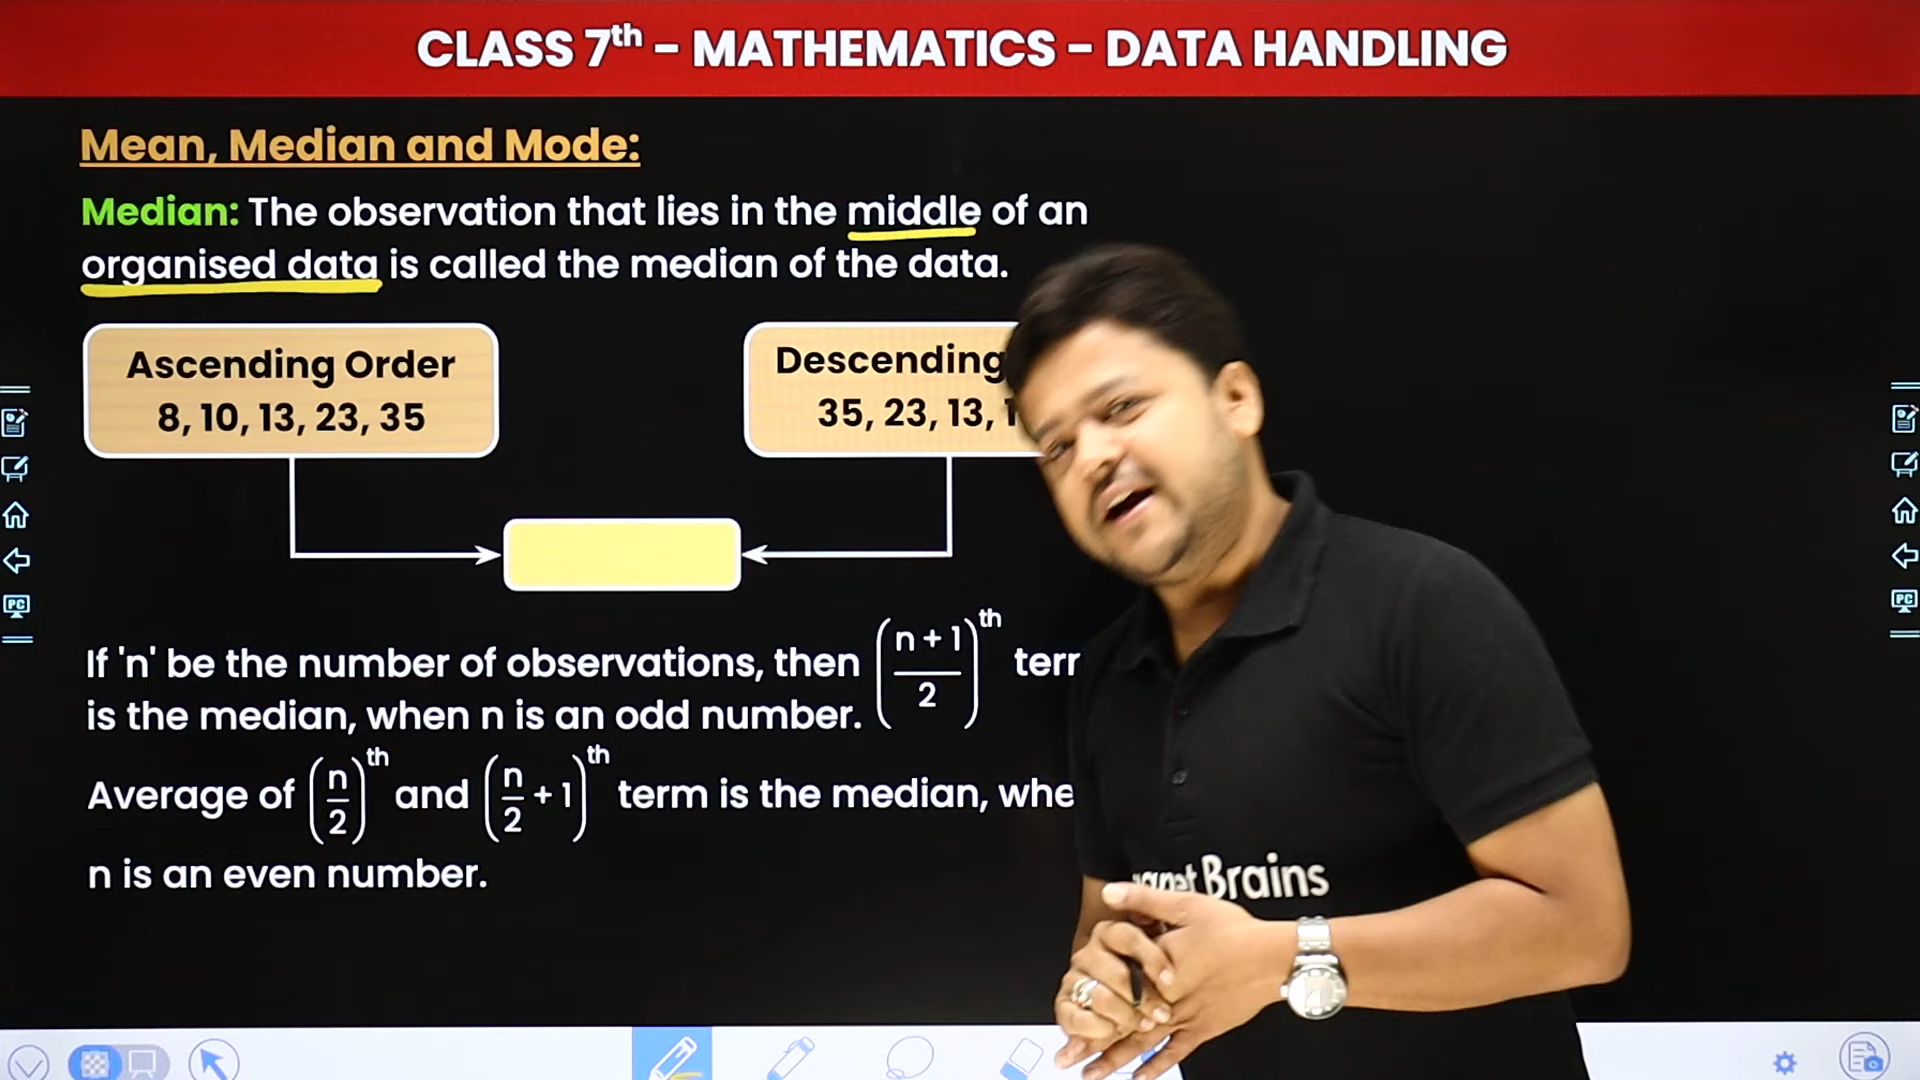 CLASS 7th - MATHEMATICS - DATA HANDLING
Mean, Median and Mode:
Median: The observation that lies in the middle of an
organised data is called the median of the data.
Ascending Order
8, 10, 13, 23, 35
Descending
35, 23, 13,
If 'n' be the number of observations, then (n+1/2)th
is the median, when n is an odd number.
Average of (n/2)th and (n/2+1)th term is the median,
n is an even number.
Brains
PC
PC